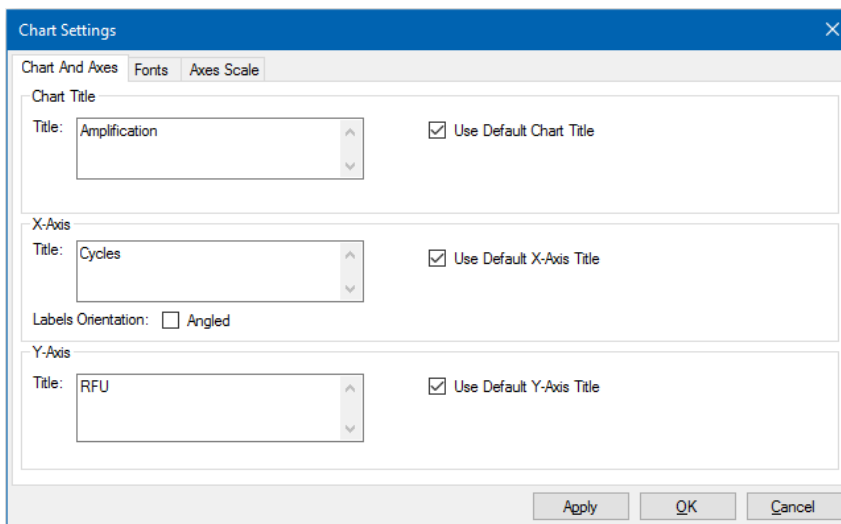 Chart Settings
Chart And Axes Fonts Axes Scale
Chart Title
Title: Amplification Use Default Chart Title
X-Axis
Title: Cycles Use Default X-Axis Title
Labels Orientation: Angled
Y-Axis
Title: RFU Use Default Y-Axis Title
Apply OK Cancel